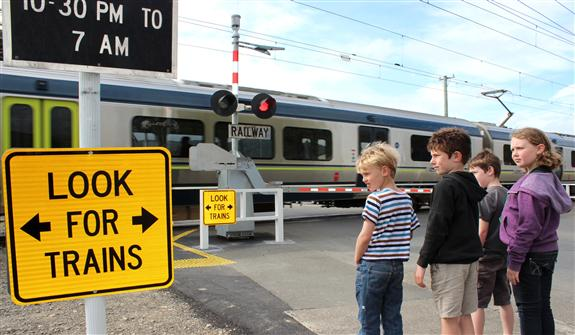 10-30 PM TO
7 AM
LOOK
FOR
TRAINS
RAILWAY
LOOK
FOR
TRAINS